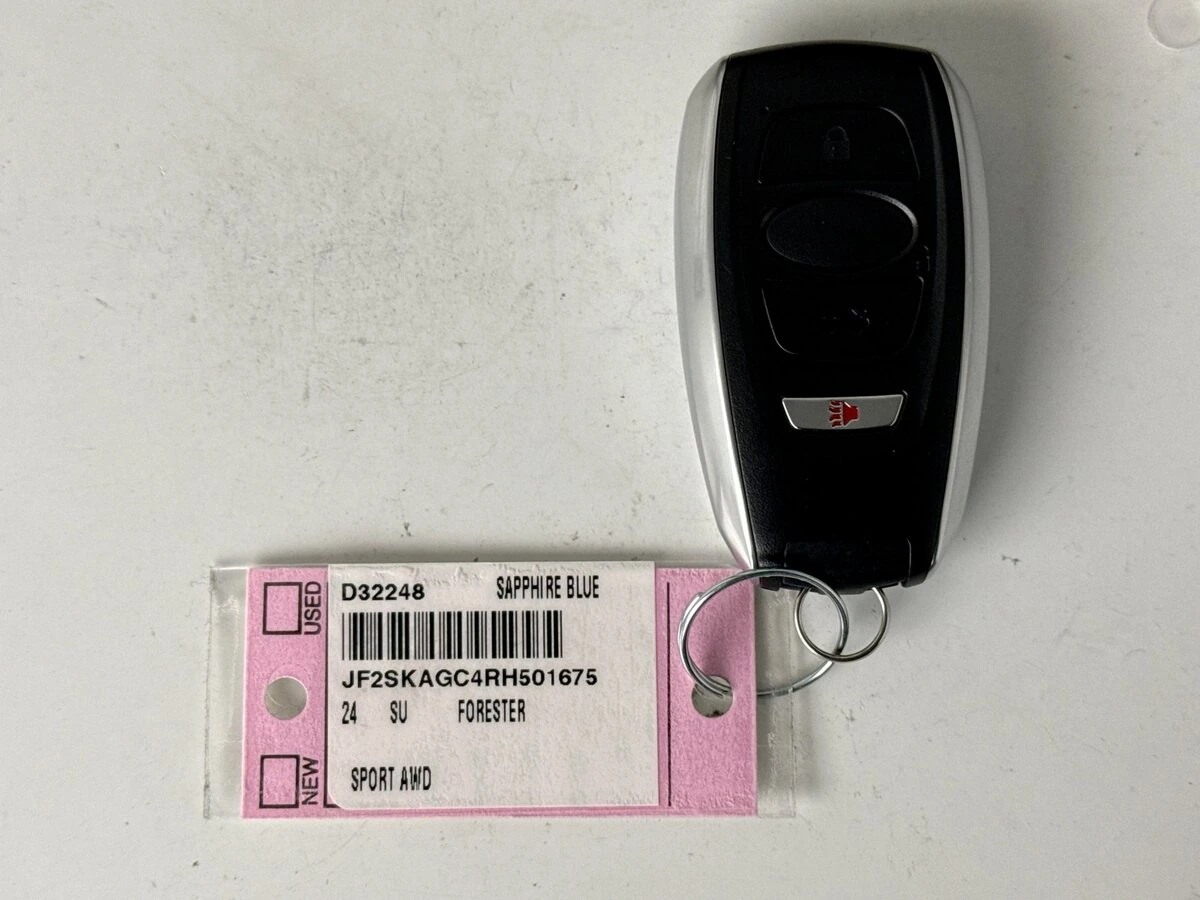 D32248 SAPPHIRE BLUE
JF2SKAGC4RH501675
24 SU FORESTER
SPORT AWD
USED
NEW